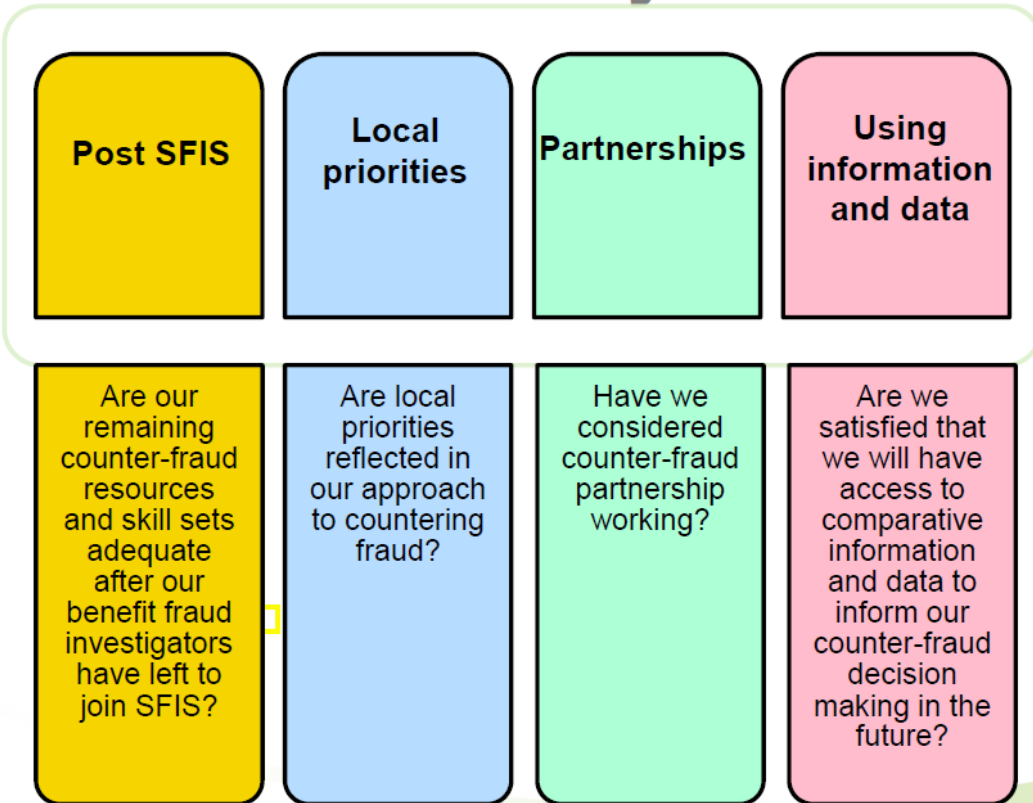 Post SFIS
Local
priorities
Partnerships
Using
information
and data
Are our
remaining
counter-fraud
resources
and skill sets
adequate
after our
benefit fraud
investigators
have left to
join SFIS?
Are local
priorities
reflected in
our approach
to countering
fraud?
Have we
considered
counter-fraud
partnership
working?
Are we
satisfied that
we will have
access to
comparative
information
and data to
inform our
counter-fraud
decision
making in the
future?